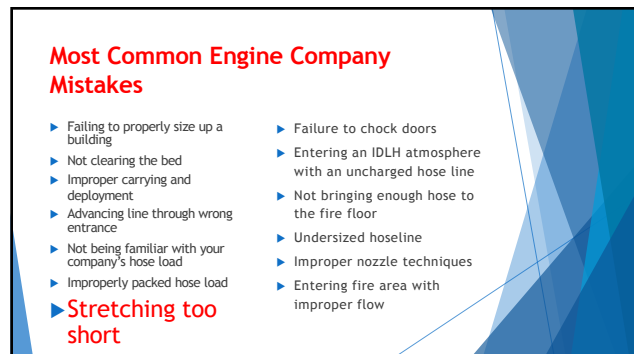 Most Common Engine Company
Mistakes
Failing to properly size up a
building
Not clearing the bed
Improper carrying and
deployment
Advancing line through wrong
entrance
Not being familiar with your
company's hose load
Improperly packed hose load
Stretching too
short
Failure to chock doors
Entering an IDLH atmosphere
with an uncharged hose line
Not bringing enough hose to
the fire floor
Undersized hoseline
Improper nozzle techniques
Entering fire area with
improper flow